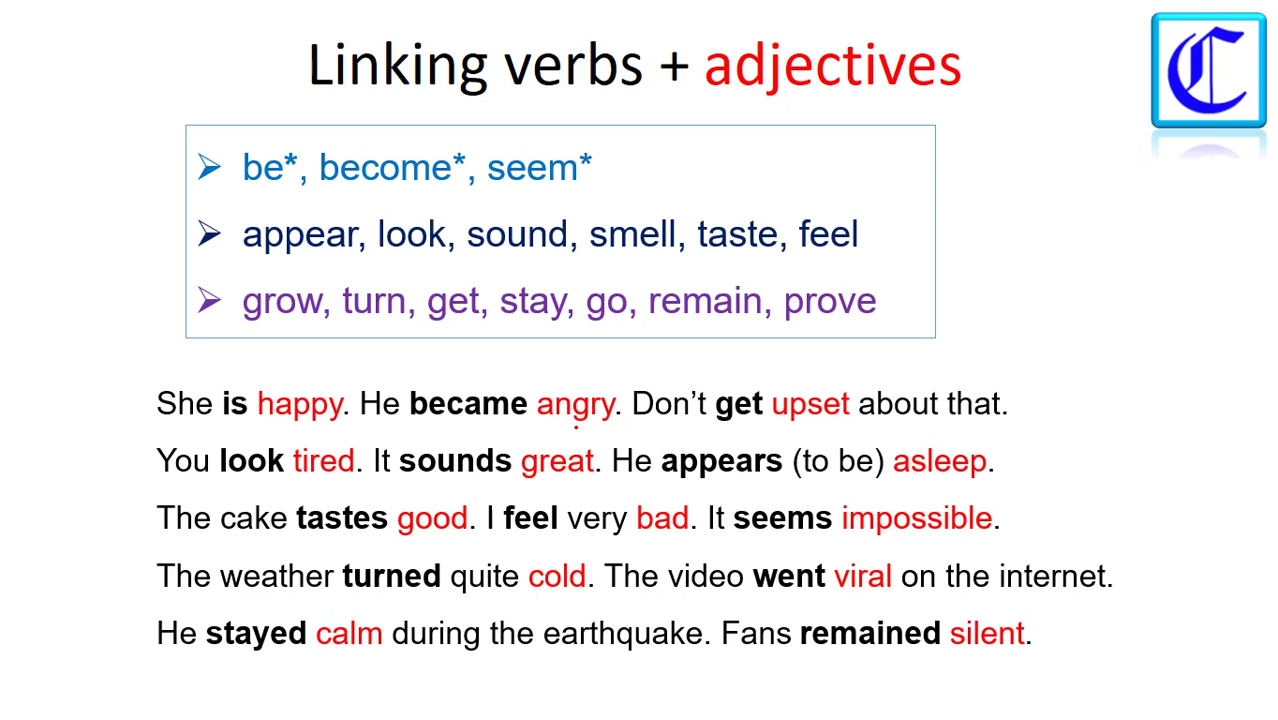 Linking verbs + adjectives
C
➢ be*, become*, seem*
➢ appear, look, sound, smell, taste, feel
➢ grow, turn, get, stay, go, remain, prove
She is happy. He became angry. Don’t get upset about that.
You look tired. It sounds great. He appears (to be) asleep.
The cake tastes good. I feel very bad. It seems impossible.
The weather turned quite cold. The video went viral on the internet.
He stayed calm during the earthquake. Fans remained silent.